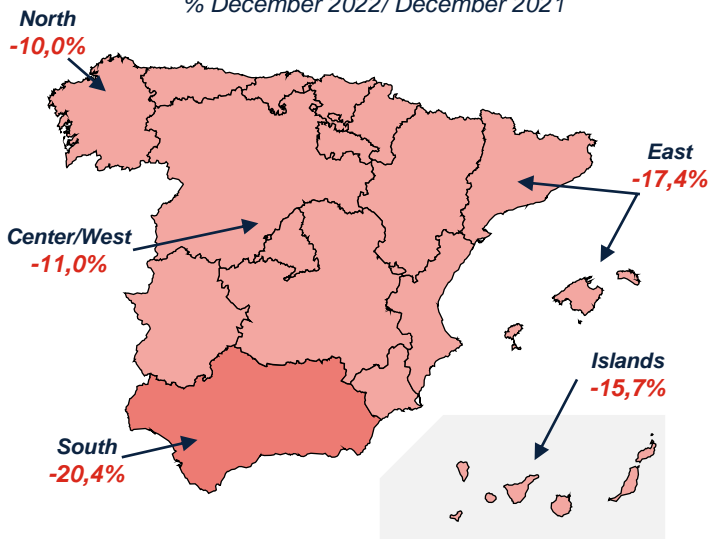 % December 2022/ December 2021
North
-10,0%
East
-17,4%
Center/West
-11,0%
Islands
-15,7%
South
-20,4%